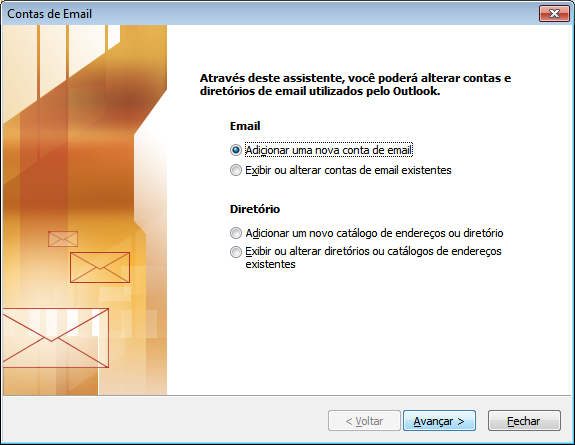 Contas de Email
Através deste assistente, você poderá alterar contas e
diretórios de email utilizados pelo Outlook.
Email
Adicionar uma nova conta de email
Exibir ou alterar contas de email existentes
Diretório
Adicionar um novo catálogo de endereços ou diretório
Exibir ou alterar diretórios ou catálogos de endereços
existentes
< Voltar
Avançar >
Fechar